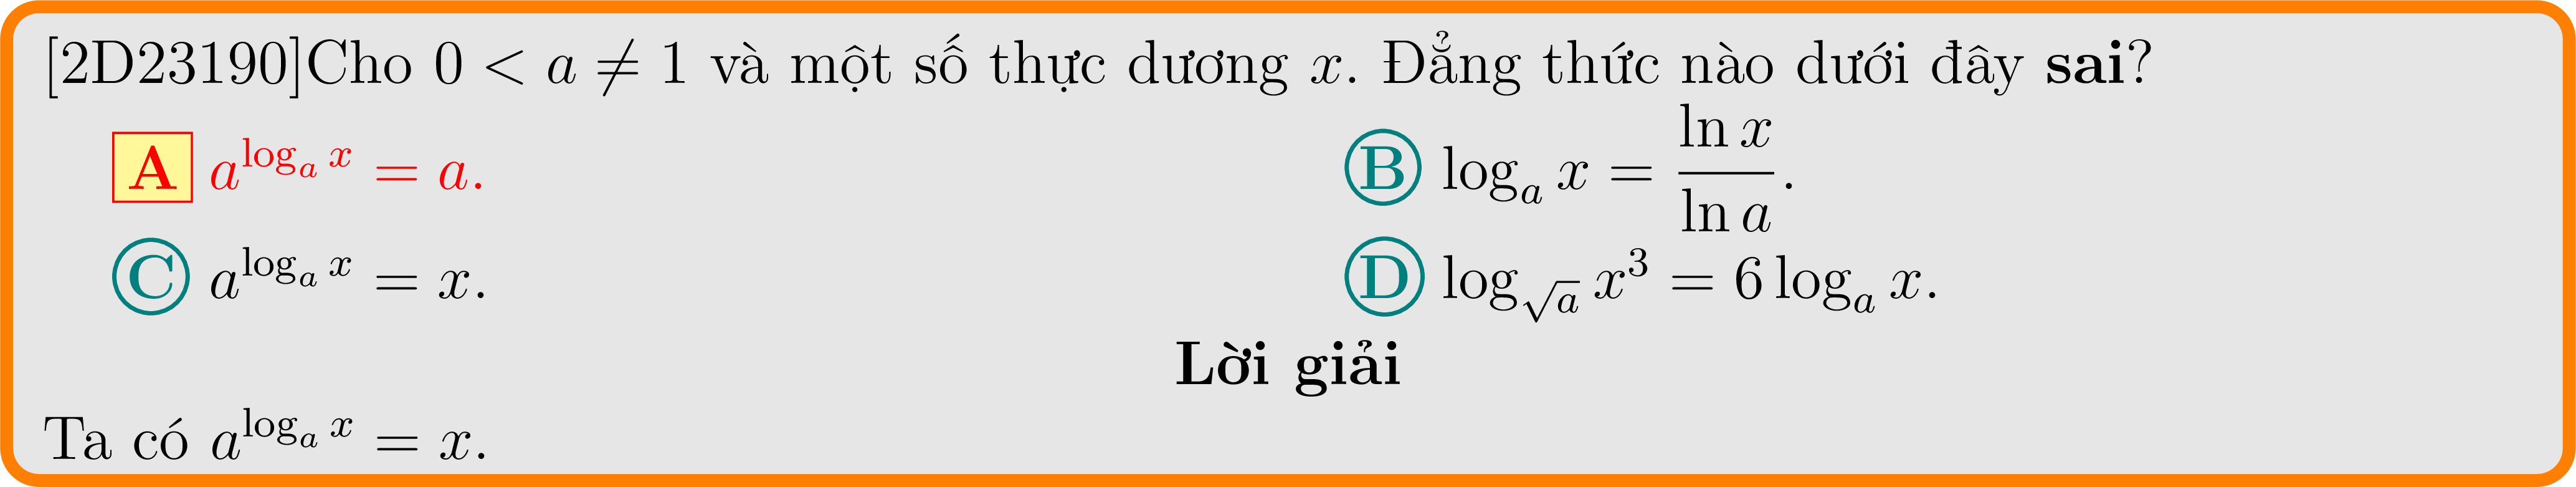 [2D23190]Cho 0 < a ≠ 1 và một số thực dương x. Đẳng thức nào dưới đây sai?
A $a^{\log_a x} = a$. B $\log_a x = \frac{\ln x}{\ln a}$.
C $a^{\log_a x} = x$. D $\log_{\sqrt{a}} x^3 = 6 \log_a x$.
Lời giải
Ta có $a^{\log_a x} = x$.